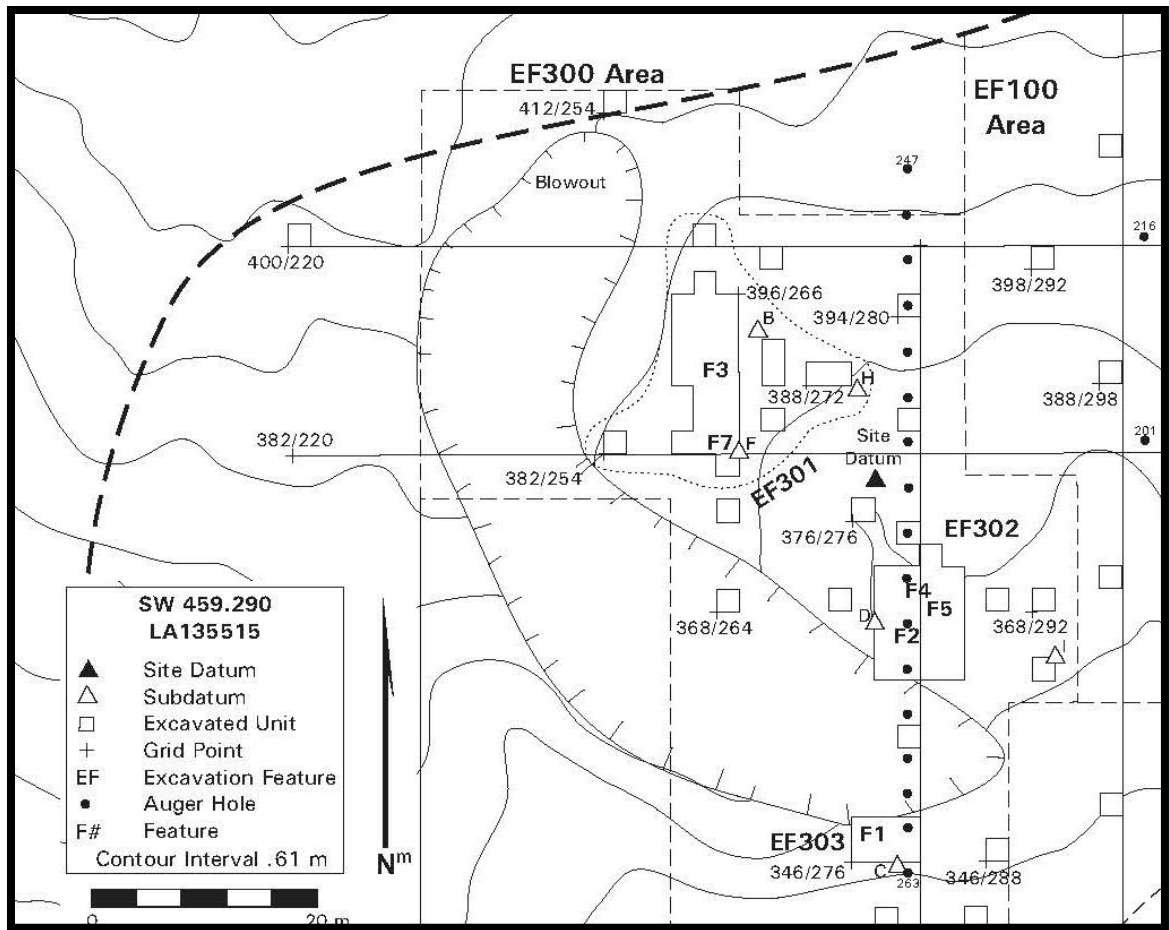 EF300 Area
412/254
EF100
Area
Blowout
247
216
400/220
398/292
396/266
394/280
B
F3
H
388/272
388/298
F7
F
Site
Datum
201
382/220
382/254
EF301
376/276
EF302
F4
F5
D
F2
368/264
368/292
SW 459.290
LA135515
Site Datum
Subdatum
Excavated Unit
Grid Point
EF Excavation Feature
Auger Hole
F# Feature
Contour Interval .61 m
0 20 m
Nm
EF303
F1
346/276
C
263
346/288